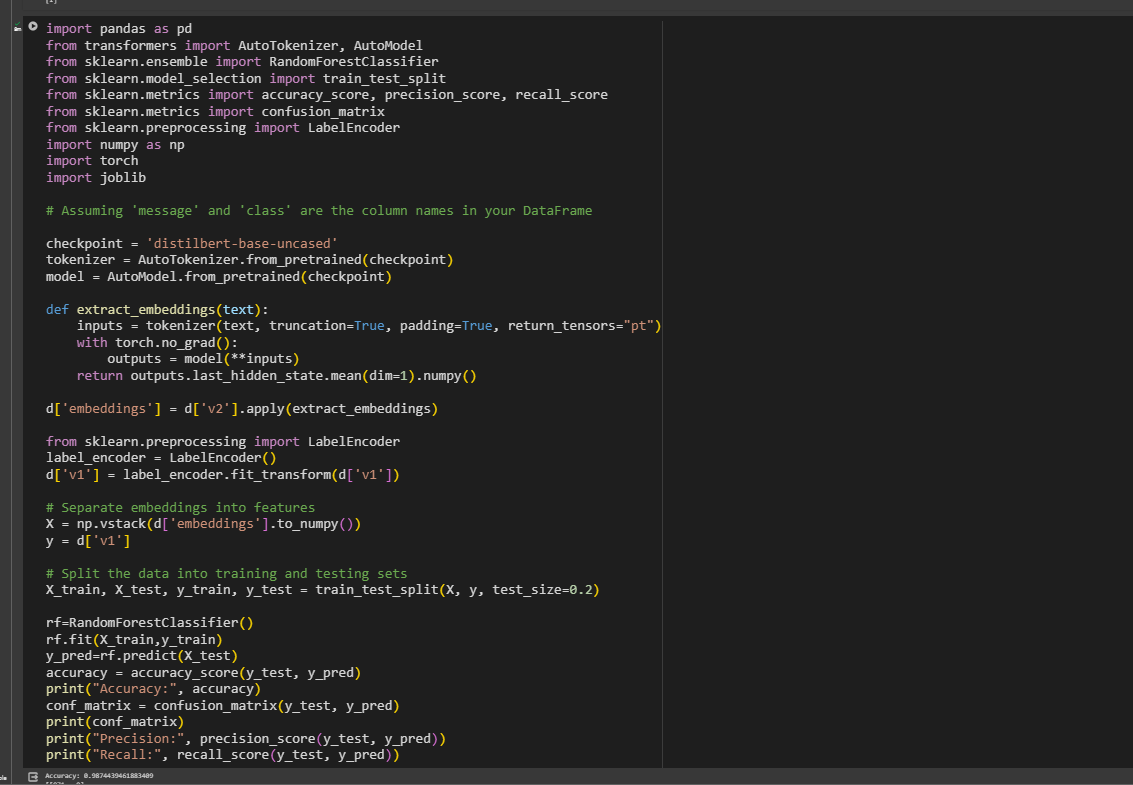 [1]
import pandas as pd
from transformers import AutoTokenizer, AutoModel
from sklearn.ensemble import RandomForestClassifier
from sklearn.model_selection import train_test_split
from sklearn.metrics import accuracy_score, precision_score, recall_score
from sklearn.metrics import confusion_matrix
from sklearn.preprocessing import LabelEncoder
import numpy as np
import torch
import joblib
# Assuming 'message' and 'class' are the column names in your DataFrame
checkpoint = 'distilbert-base-uncased'
tokenizer = AutoTokenizer.from_pretrained(checkpoint)
model = AutoModel.from_pretrained(checkpoint)
def extract_embeddings(text):
    inputs = tokenizer(text, truncation=True, padding=True, return_tensors="pt")
    with torch.no_grad():
        outputs = model(**inputs)
    return outputs.last_hidden_state.mean(dim=1).numpy()
d['embeddings'] = d['v2'].apply(extract_embeddings)
from sklearn.preprocessing import LabelEncoder
label_encoder = LabelEncoder()
d['v1'] = label_encoder.fit_transform(d['v1'])
# Separate embeddings into features
X = np.vstack(d['embeddings'].to_numpy())
y = d['v1']
# Split the data into training and testing sets
X_train, X_test, y_train, y_test = train_test_split(X, y, test_size=0.2)
rf=RandomForestClassifier()
rf.fit(X_train,y_train)
y_pred=rf.predict(X_test)
accuracy = accuracy_score(y_test, y_pred)
print("Accuracy:", accuracy)
conf_matrix = confusion_matrix(y_test, y_pred)
print(conf_matrix)
print("Precision:", precision_score(y_test, y_pred))
print("Recall:", recall_score(y_test, y_pred))
Accuracy: 0.9874439461883409